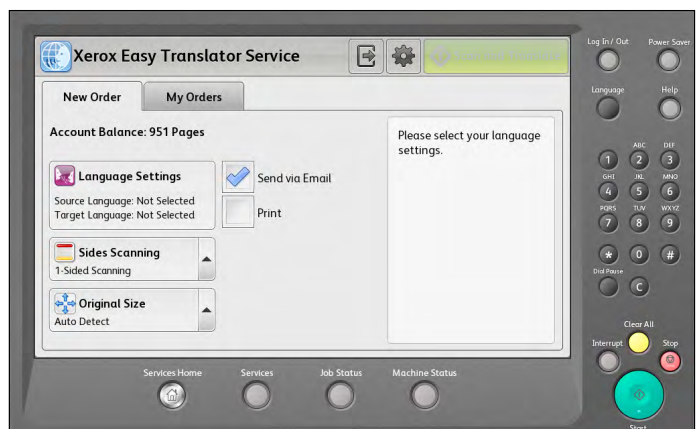 Xerox Easy Translator Service
New Order
My Orders
Account Balance: 951 Pages
Language Settings
Source Language: Not Selected
Target Language: Not Selected
Send via Email
Print
Sides Scanning
1-Sided Scanning
Original Size
Auto Detect
Please select your language
settings.
Services Home
Services
Job Status
Machine Status
Log In / Out
Power Saver
Language
Help
ABC
DEF
1
2
3
GHI
JKL
MNO
4
5
6
PQRS
TUV
WXYZ
7
8
9
*
0
#
Dial Pause
C
Clear All
Interrupt
Stop
Start